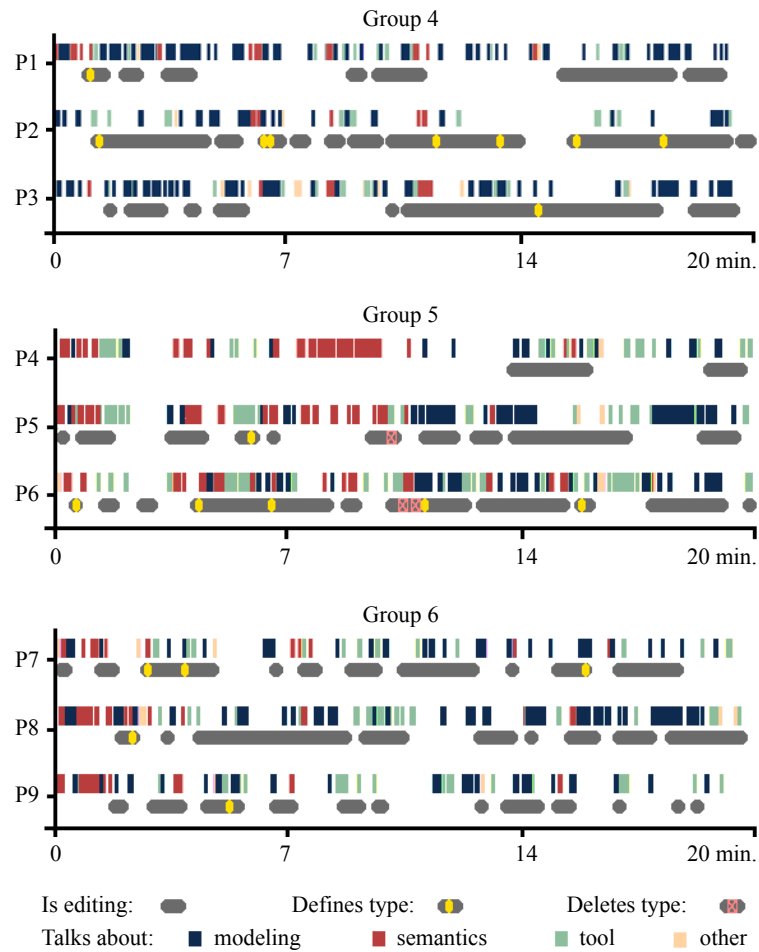 Group 4
P1
P2
P3
0 7 14 20 min.
Group 5
P4
P5
P6
0 7 14 20 min.
Group 6
P7
P8
P9
0 7 14 20 min.
Is editing: Defines type: Deletes type:
Talks about: modeling semantics tool other